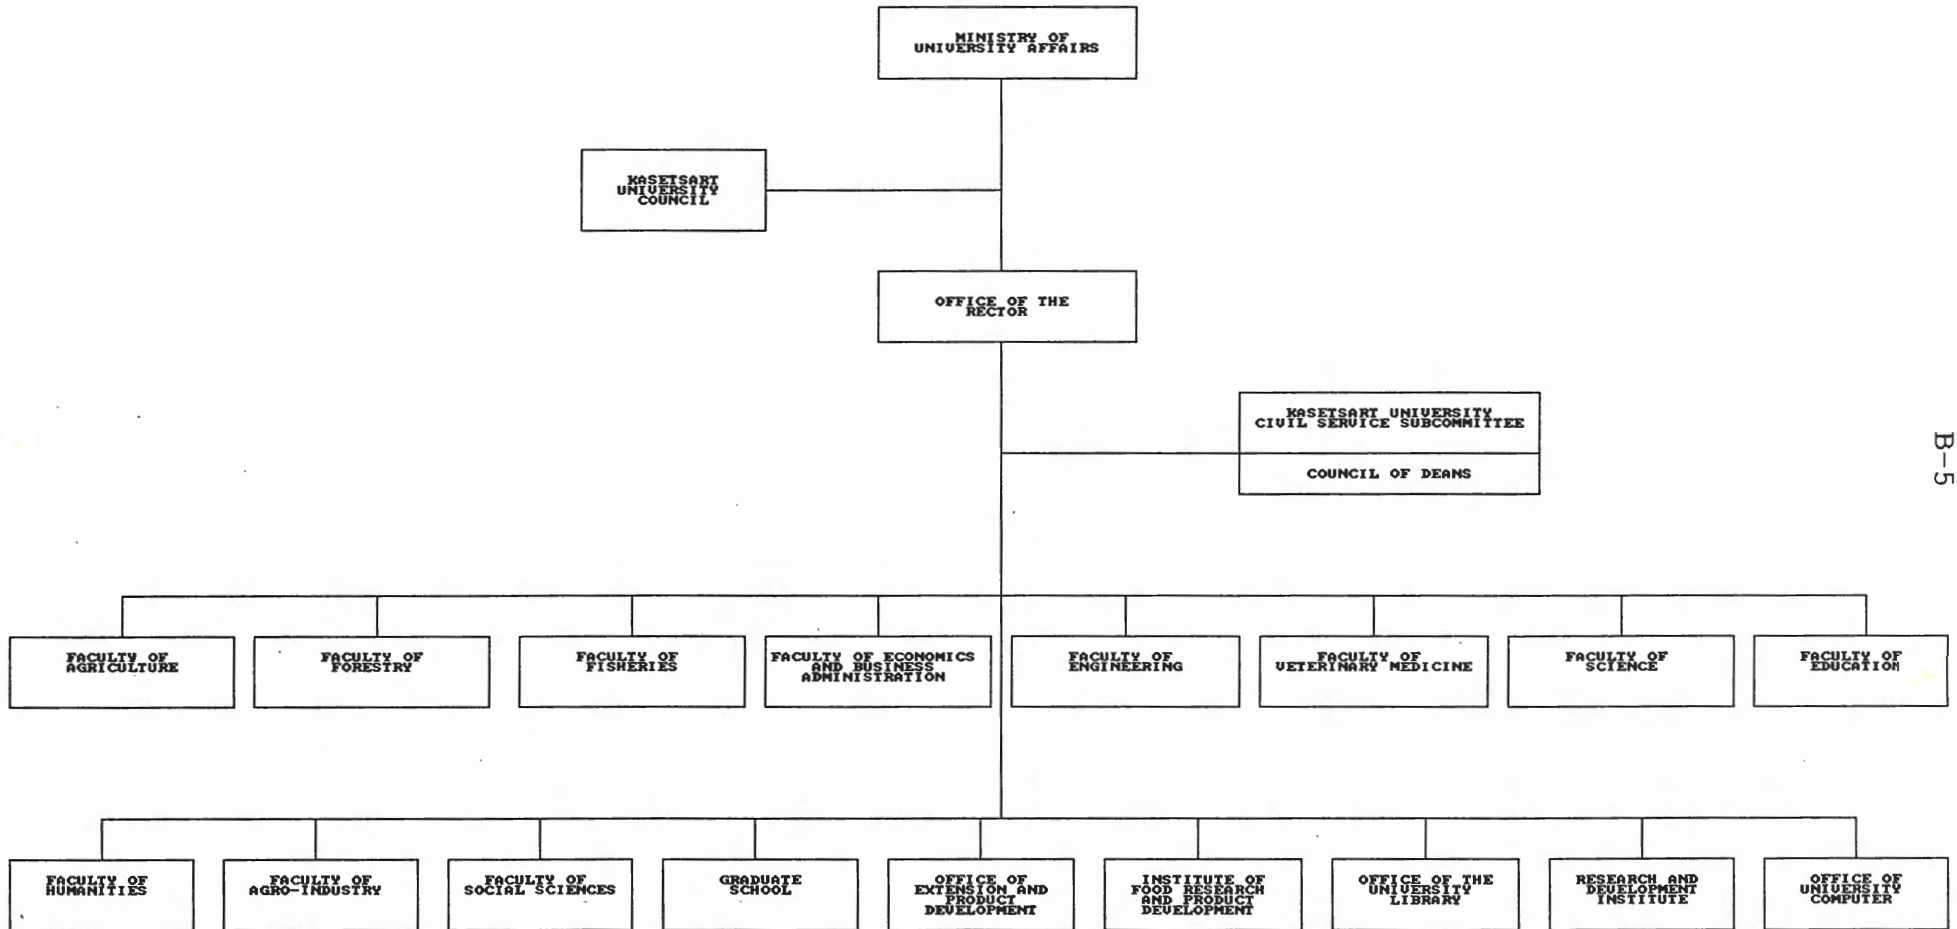 MINISTRY OF
UNIVERSITY AFFAIRS
KASETSART
UNIVERSITY
COUNCIL
OFFICE OF THE
RECTOR
KASETSART UNIVERSITY
CIVIL SERVICE SUBCOMMITTEE
COUNCIL OF DEANS
B-5
FACULTY OF
AGRICULTURE
FACULTY OF
FORESTRY
FACULTY OF
FISHERIES
FACULTY OF ECONOMICS
AND BUSINESS
ADMINISTRATION
FACULTY OF
ENGINEERING
FACULTY OF
VETERINARY MEDICINE
FACULTY OF
SCIENCE
FACULTY OF
EDUCATION
FACULTY OF
HUMANITIES
FACULTY OF
AGRO-INDUSTRY
FACULTY OF
SOCIAL SCIENCES
GRADUATE
SCHOOL
OFFICE OF
EXTENSION AND
PRODUCT
DEVELOPMENT
INSTITUTE OF
FOOD RESEARCH
AND PRODUCT
DEVELOPMENT
OFFICE OF THE
UNIVERSITY
LIBRARY
RESEARCH AND
DEVELOPMENT
INSTITUTE
OFFICE OF
UNIVERSITY
COMPUTER